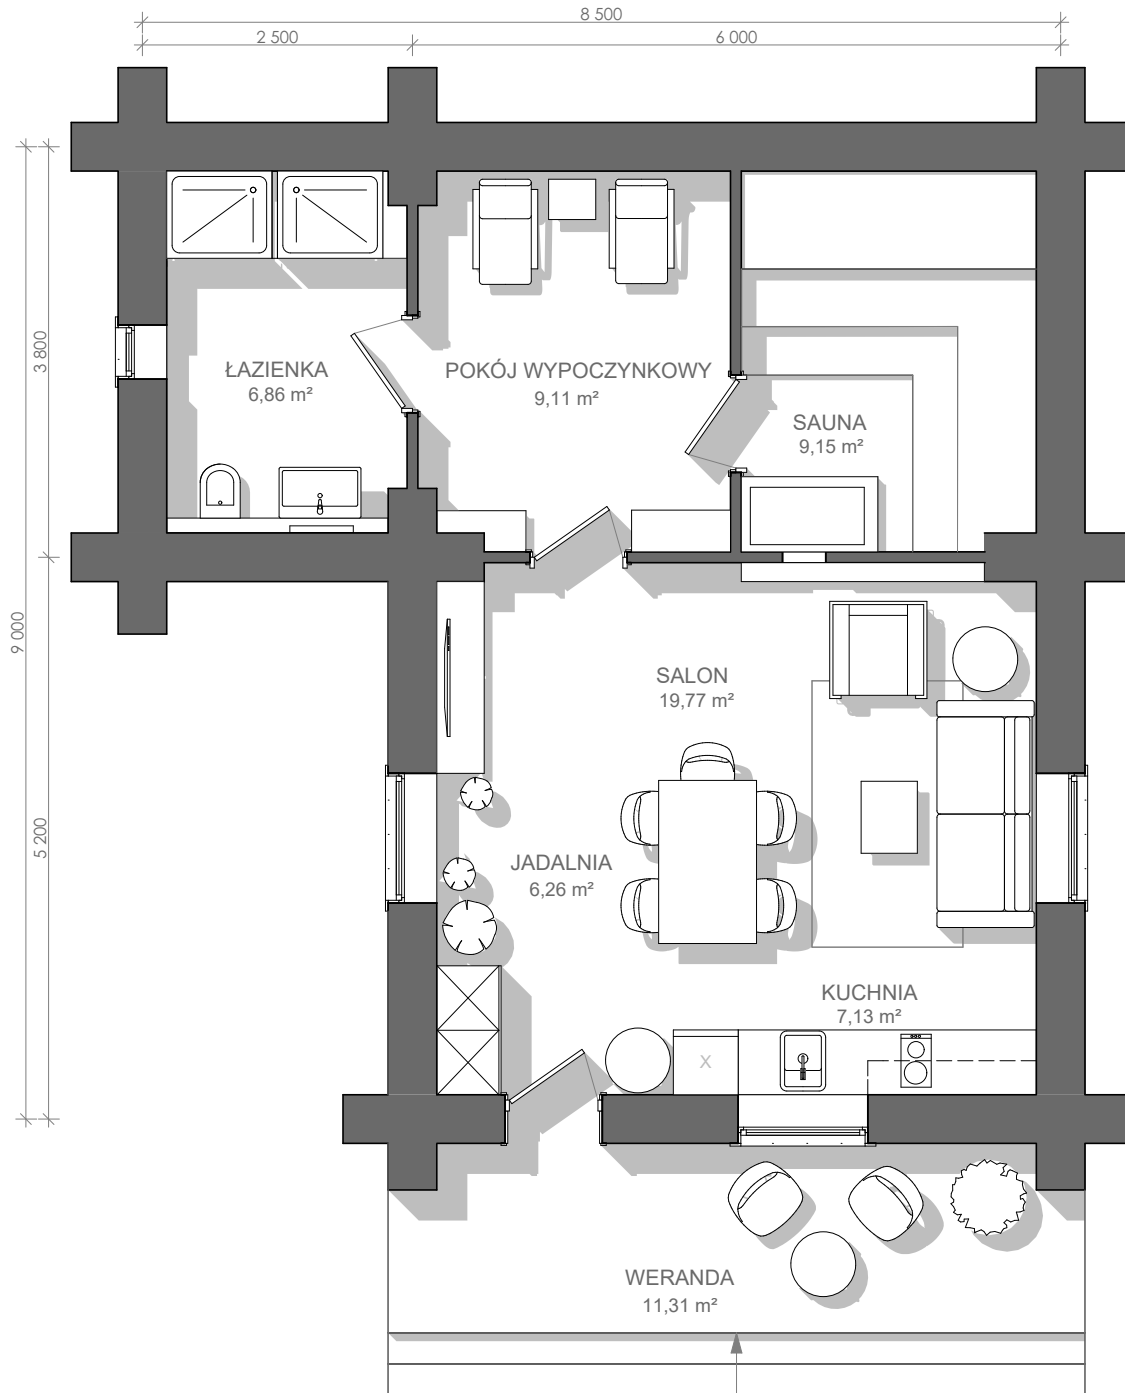 8 500
2 500
6 000
3 800
9 000
5 200
ŁAZIENKA
6,86 m²
POKÓJ WYPOCZYNKOWY
9,11 m²
SAUNA
9,15 m²
SALON
19,77 m²
JADALNIA
6,26 m²
KUCHNIA
7,13 m²
X
WERANDA
11,31 m²